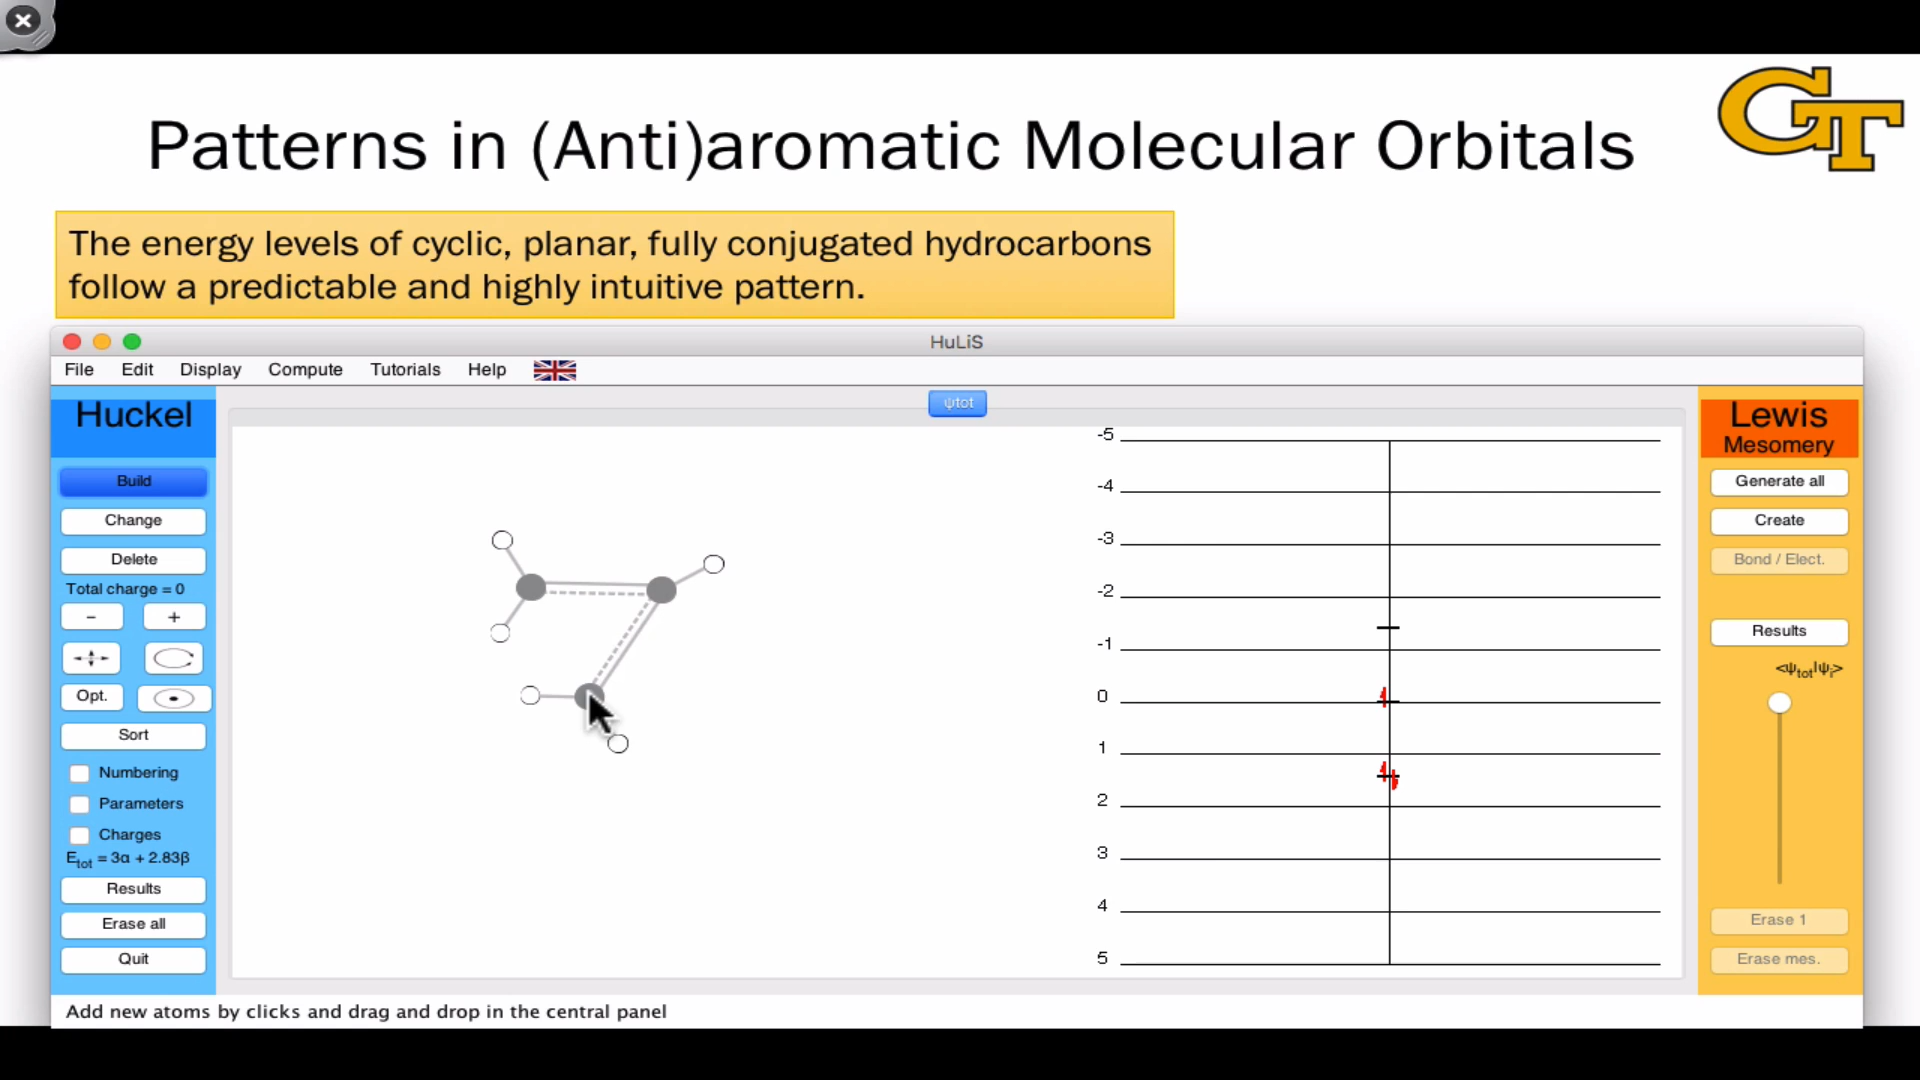 Patterns in (Anti)aromatic Molecular Orbitals
GT
The energy levels of cyclic, planar, fully conjugated hydrocarbons
follow a predictable and highly intuitive pattern.
HuLiS
File Edit Display Compute Tutorials Help
ψtot
Huckel
Build
Change
Delete
Total charge = 0
- +
Opt.
Sort
Numbering
Parameters
Charges
Etot = 3α + 2.83β
Results
Erase all
Quit
-5
-4
-3
-2
-1
0
1
2
3
4
5
Lewis
Mesomery
Generate all
Create
Bond / Elect.
Results
<ψtot|ψi>
Erase 1
Erase mes.
Add new atoms by clicks and drag and drop in the central panel